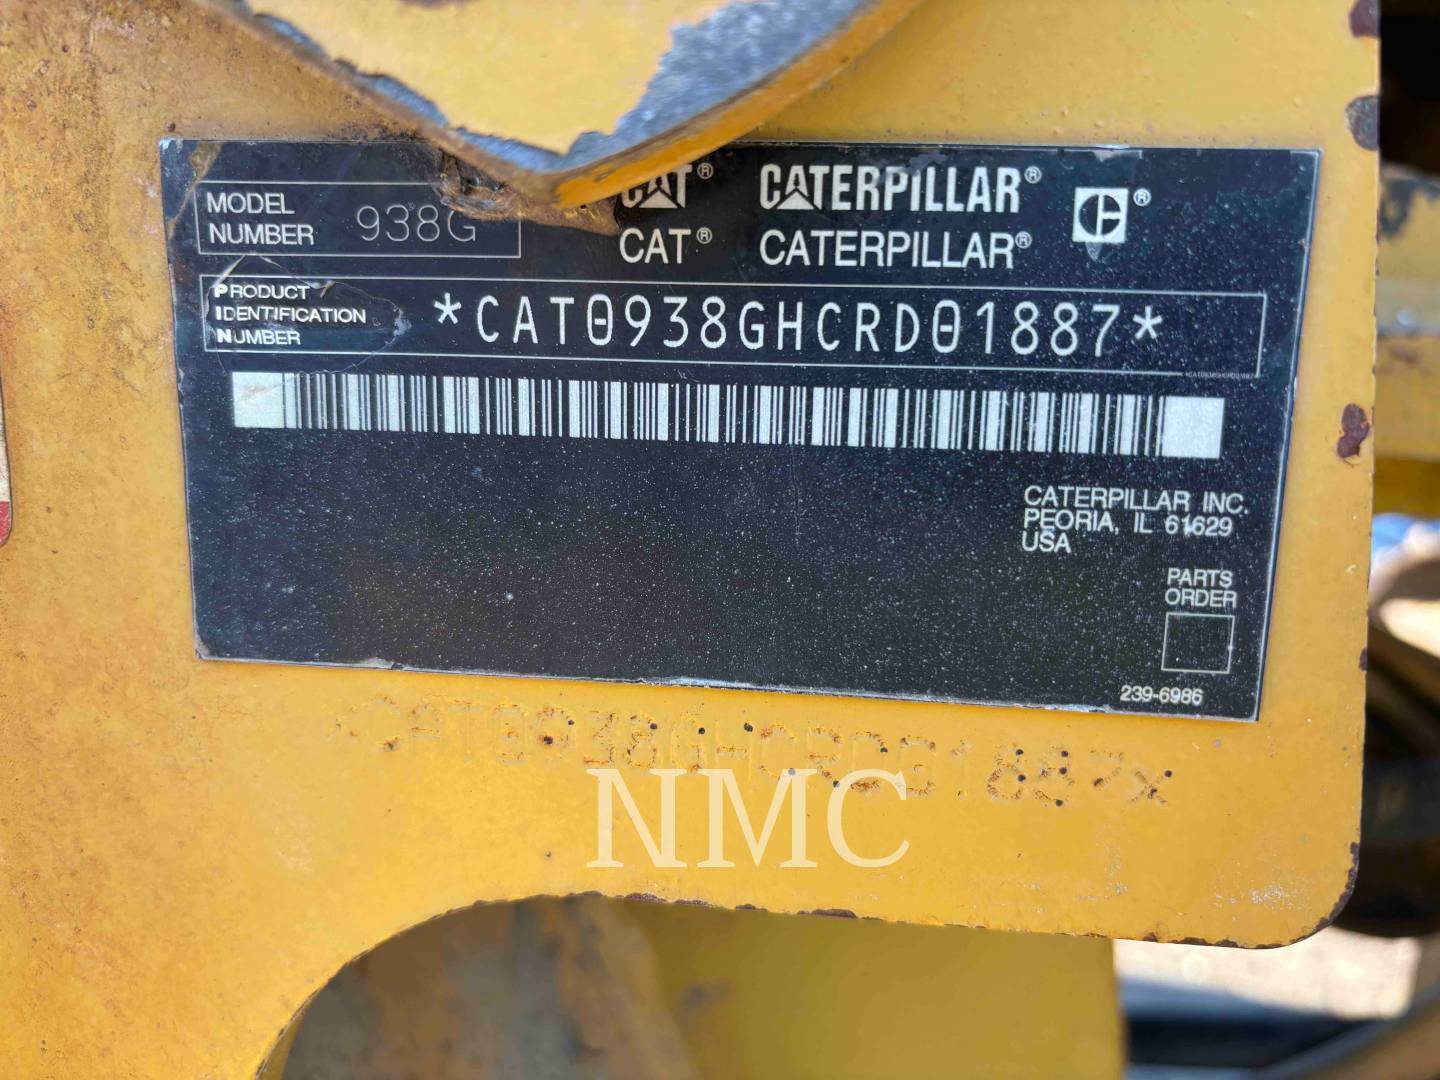 MODEL NUMBER 938G
CAT® CATERPILLAR® ®
CAT® CATERPILLAR®
PRODUCT
IDENTIFICATION
NUMBER
*CAT0938GHCRD01887*
CATERPILLAR INC.
PEORIA, IL 61629
USA
PARTS
ORDER
239-6986
*CAT0938GHCRD01887*
NMC